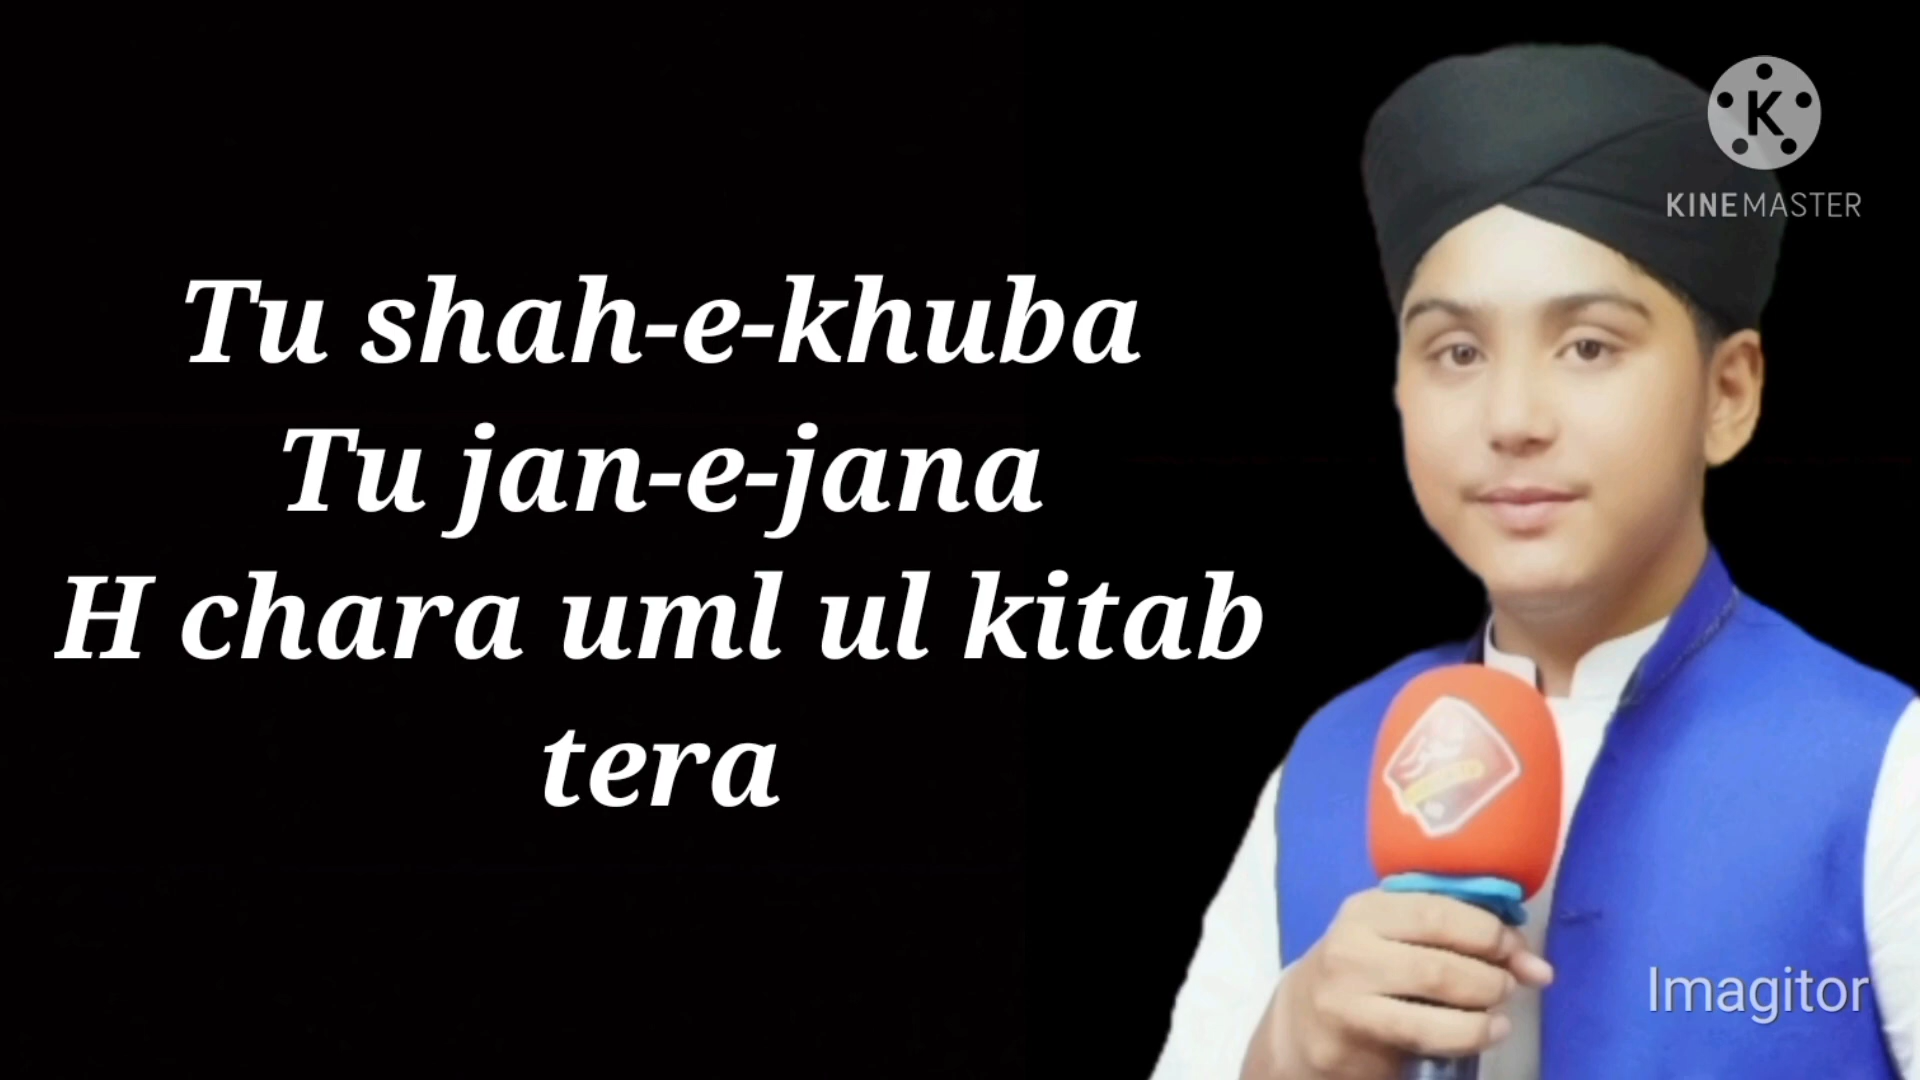 Tu shah-e-khuba
Tu jan-e-jana
H chara uml ul kitab
tera
K
KINEMASTER
Imagitor